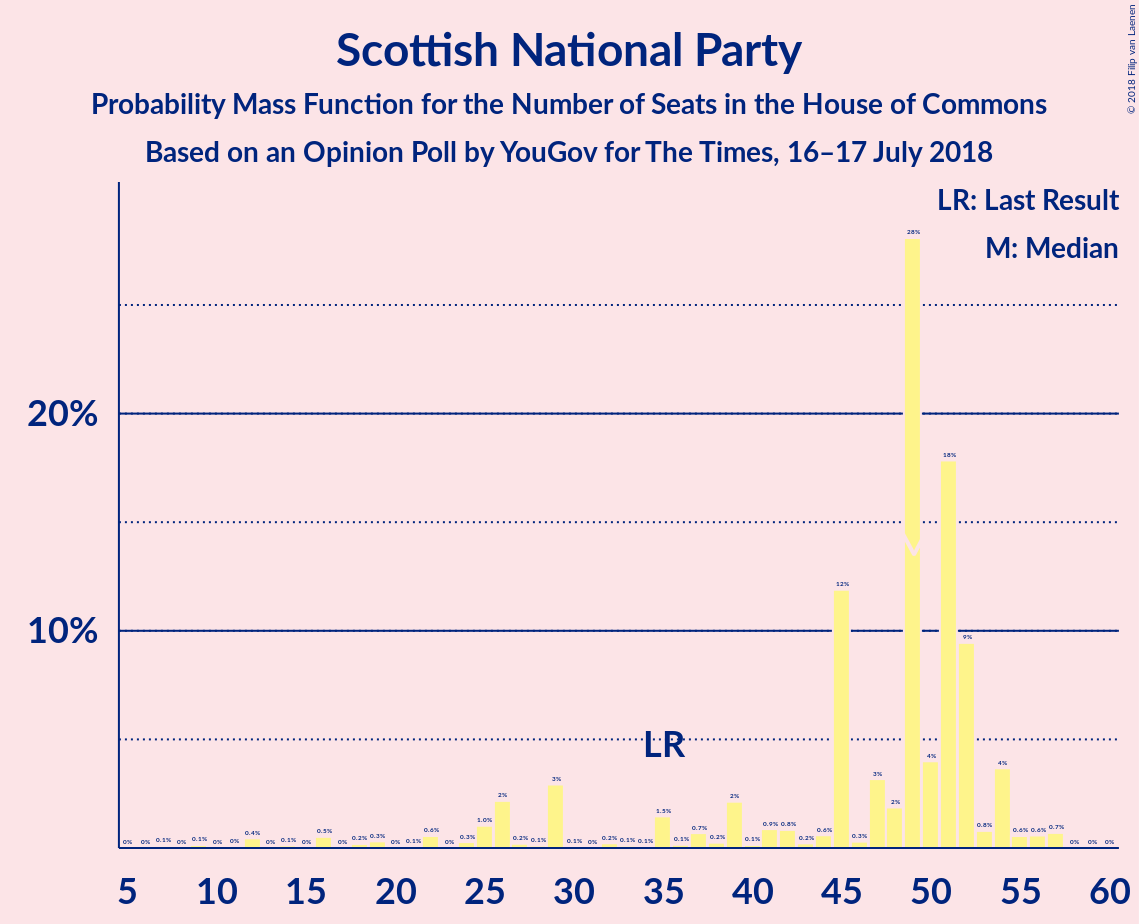 Scottish National Party
Probability Mass Function for the Number of Seats in the House of Commons
Based on an Opinion Poll by YouGov for The Times, 16–17 July 2018
© 2018 Filip van Laenen
LR: Last Result
M: Median
20%
10%
LR
0% 0% 0.1% 0% 0.1% 0% 0% 0.4% 0% 0.1% 0% 0.5% 0% 0.2% 0.3% 0% 0.1% 0.6% 0% 0.3% 1.0% 2% 0.2% 0.1% 3% 0.1% 0% 0.2% 0.1% 0.1% 1.5% 0.1% 0.7% 0.2% 2% 0.1% 0.9% 0.8% 0.2% 0.6% 12% 0.3% 3% 2% 28% 4% 18% 9% 0.8% 4% 0.6% 0.6% 0.7% 0% 0% 0%
5 10 15 20 25 30 35 40 45 50 55 60